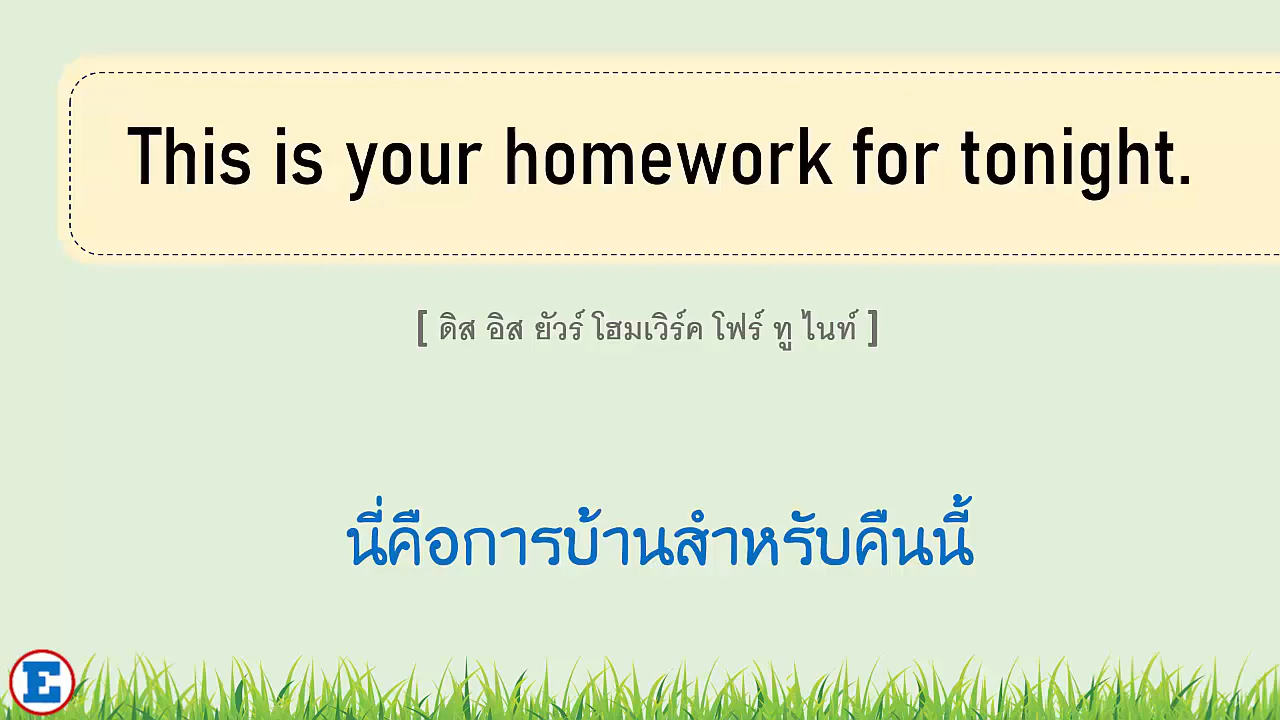 This is your homework for tonight.
[ ดิส อิส ยัวร์ โฮมเวิร์ค โฟร์ ทู ไนท์ ]
นี่คือการบ้านสำหรับคืนนี้
E